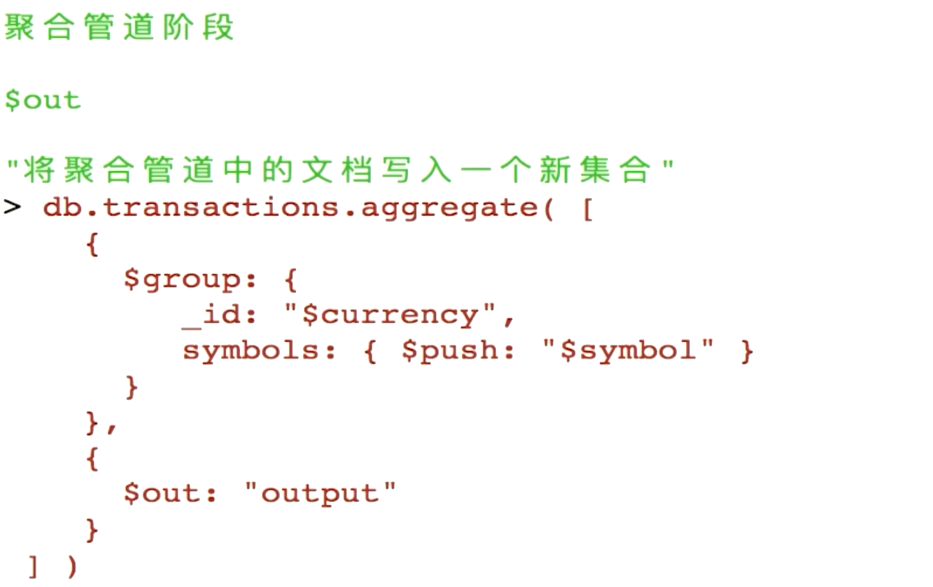 聚合管道阶段
$out
"将聚合管道中的文档写入一个新集合"
> db.transactions.aggregate( [
{
$group: {
_id: "$currency",
symbols: { $push: "$symbol" }
}
},
{
$out: "output"
}
] )